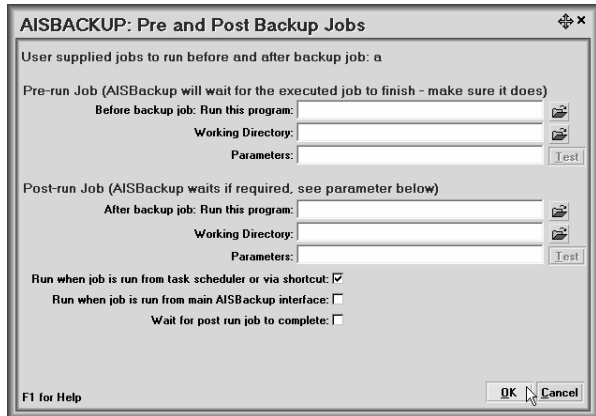 AISBACKUP: Pre and Post Backup Jobs
User supplied jobs to run before and after backup job: a
Pre-run Job (AISBackup will wait for the executed job to finish - make sure it does)
Before backup job: Run this program:
Working Directory:
Parameters: Test
Post-run Job (AISBackup waits if required, see parameter below)
After backup job: Run this program:
Working Directory:
Parameters: Test
Run when job is run from task scheduler or via shortcut:
Run when job is run from main AISBackup interface:
Wait for post run job to complete:
F1 for Help OK Cancel